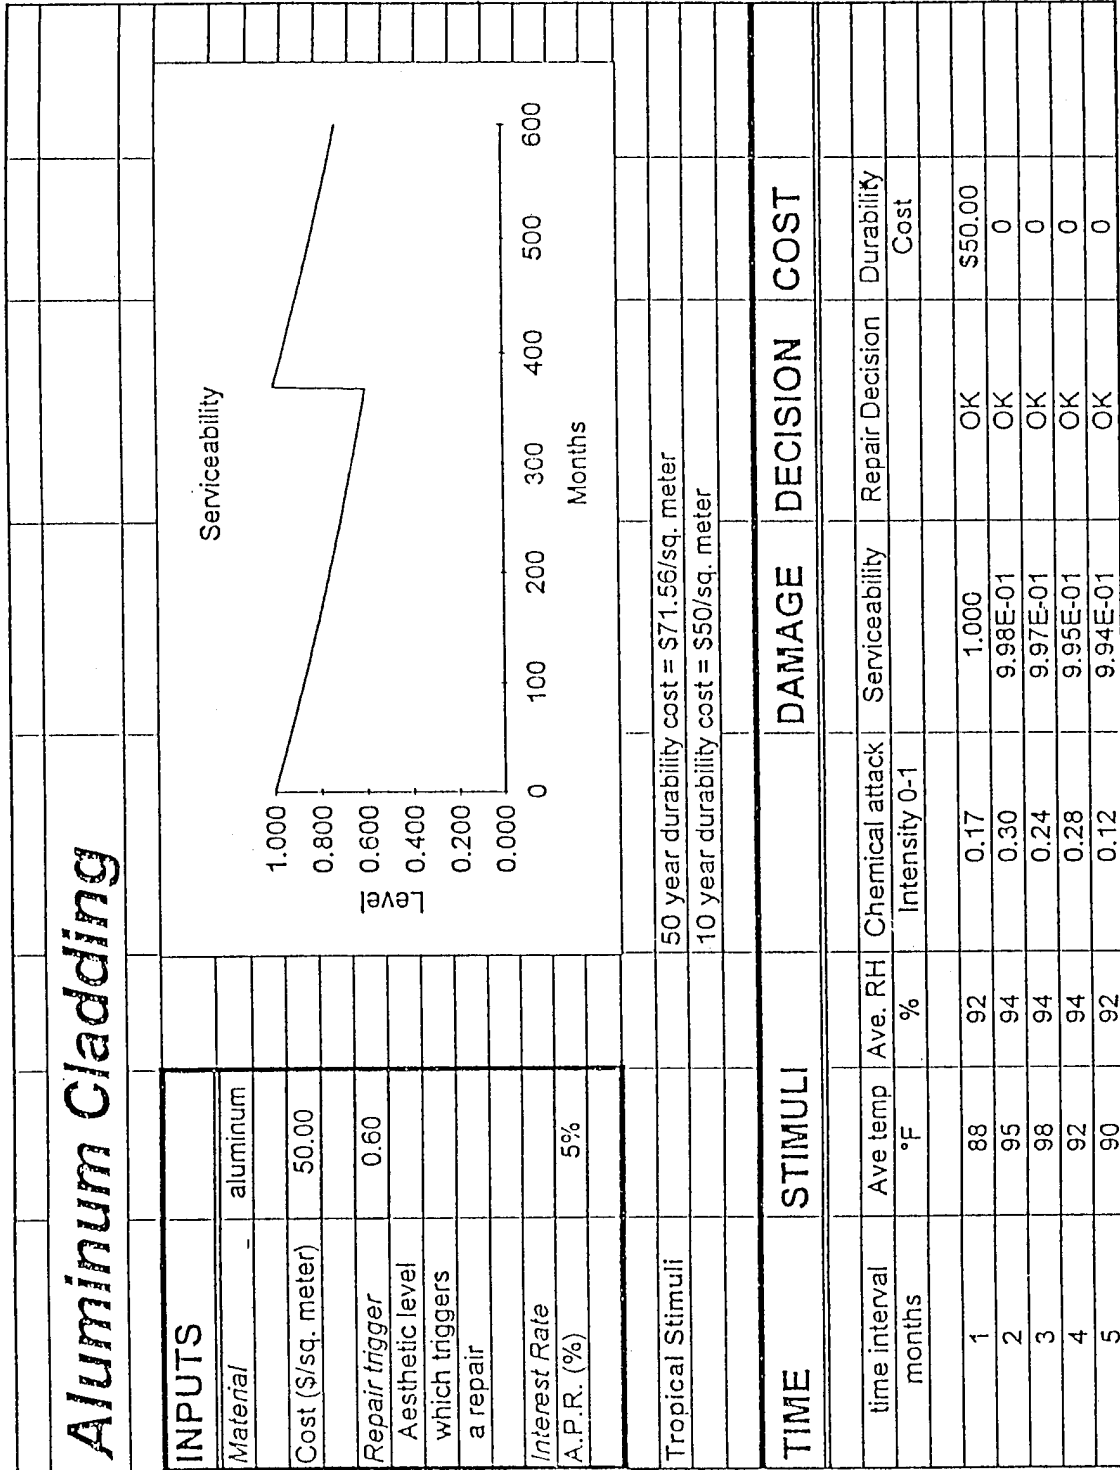 Aluminum Cladding
INPUTS
Material - aluminum
Cost ($/sq. meter) 50.00
Repair trigger 0.60
Aesthetic level
which triggers
a repair
Interest Rate
A.P.R. (%) 5%
Serviceability
Level
1.000
0.800
0.600
0.400
0.200
0.000
0 100 200 300 400 500 600
Months
Tropical Stimuli 50 year durability cost = $71.56/sq. meter
10 year durability cost = $50/sq. meter
TIME STIMULI DAMAGE DECISION COST
time interval Ave temp Ave. RH Chemical attack Serviceability Repair Decision Durability
months °F % Intensity 0-1 Cost
1 88 92 0.17 1.000 OK $50.00
2 95 94 0.30 9.98E-01 OK 0
3 98 94 0.24 9.97E-01 OK 0
4 92 94 0.28 9.95E-01 OK 0
5 90 92 0.12 9.94E-01 OK 0